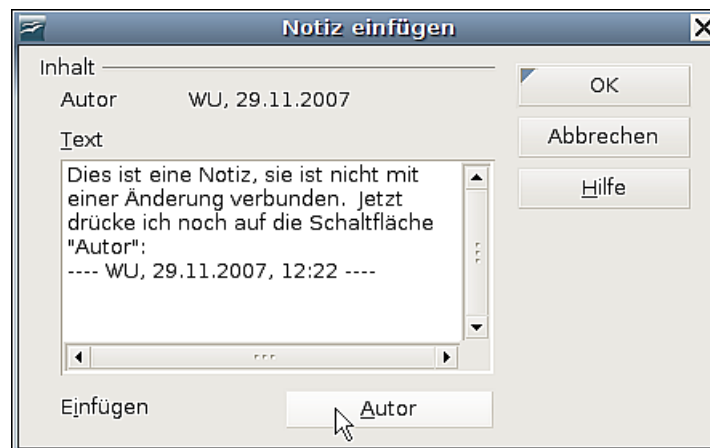 Notiz einfügen
Inhalt
Autor WU, 29.11.2007
Text
Dies ist eine Notiz, sie ist nicht mit
einer Änderung verbunden. Jetzt
drücke ich noch auf die Schaltfläche
"Autor":
---- WU, 29.11.2007, 12:22 ----
Einfügen Autor
OK
Abbrechen
Hilfe